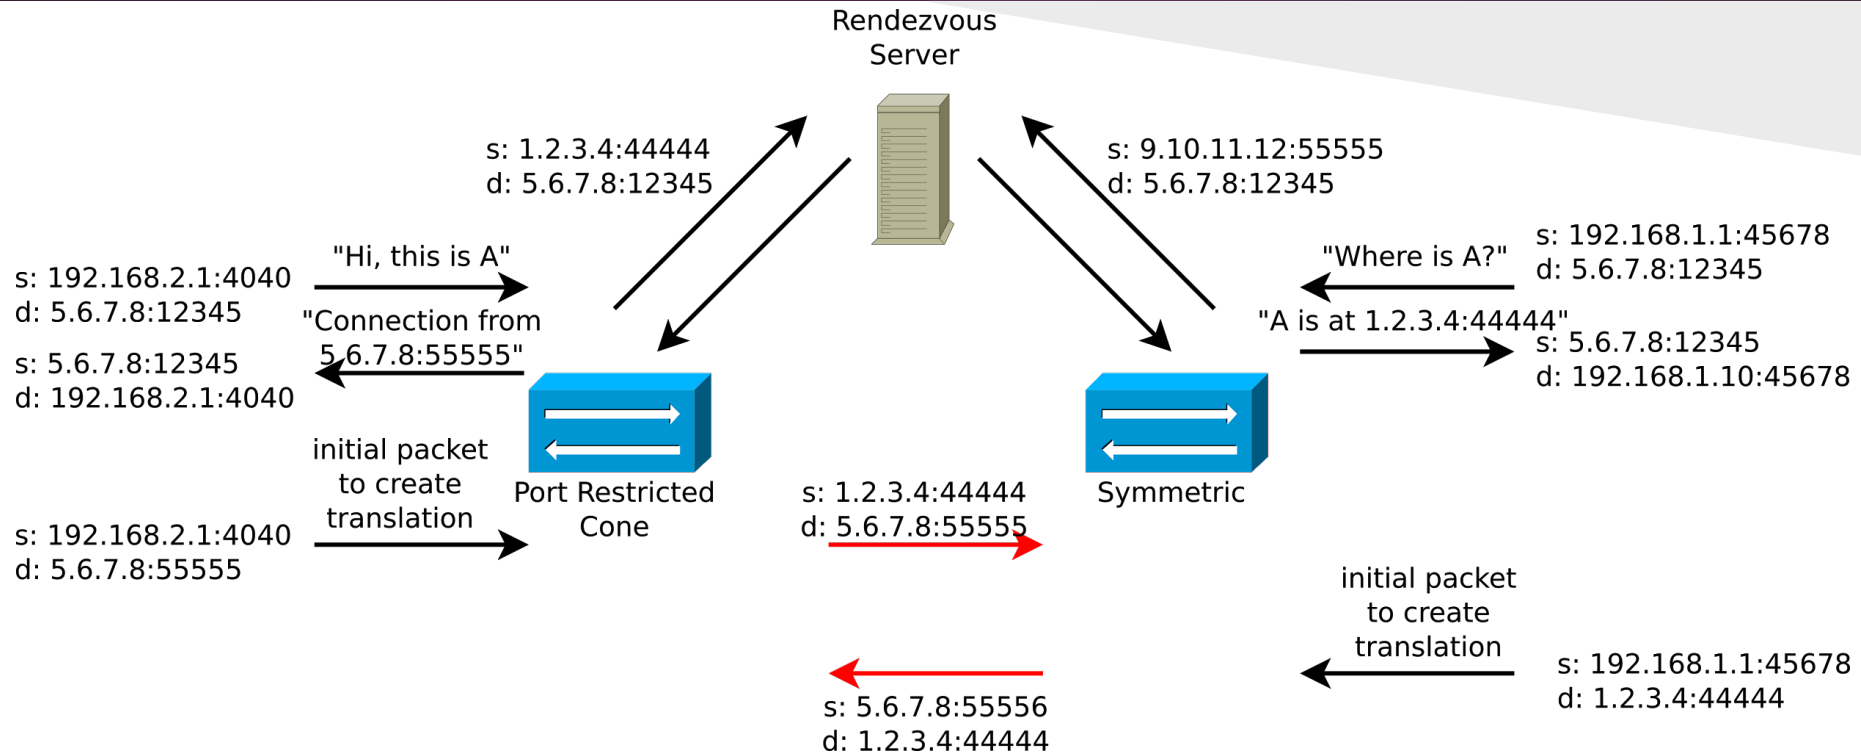 Rendezvous
Server
s: 1.2.3.4:44444
d: 5.6.7.8:12345
s: 9.10.11.12:55555
d: 5.6.7.8:12345
"Hi, this is A"
s: 192.168.2.1:4040
d: 5.6.7.8:12345
"Connection from
5.6.7.8:55555"
s: 5.6.7.8:12345
d: 192.168.2.1:4040
"Where is A?"
s: 192.168.1.1:45678
d: 5.6.7.8:12345
"A is at 1.2.3.4:44444"
s: 5.6.7.8:12345
d: 192.168.1.10:45678
initial packet
to create
translation
s: 192.168.2.1:4040
d: 5.6.7.8:55555
Port Restricted
Cone
s: 1.2.3.4:44444
d: 5.6.7.8:55555
Symmetric
initial packet
to create
translation
s: 192.168.1.1:45678
d: 1.2.3.4:44444
s: 5.6.7.8:55556
d: 1.2.3.4:44444